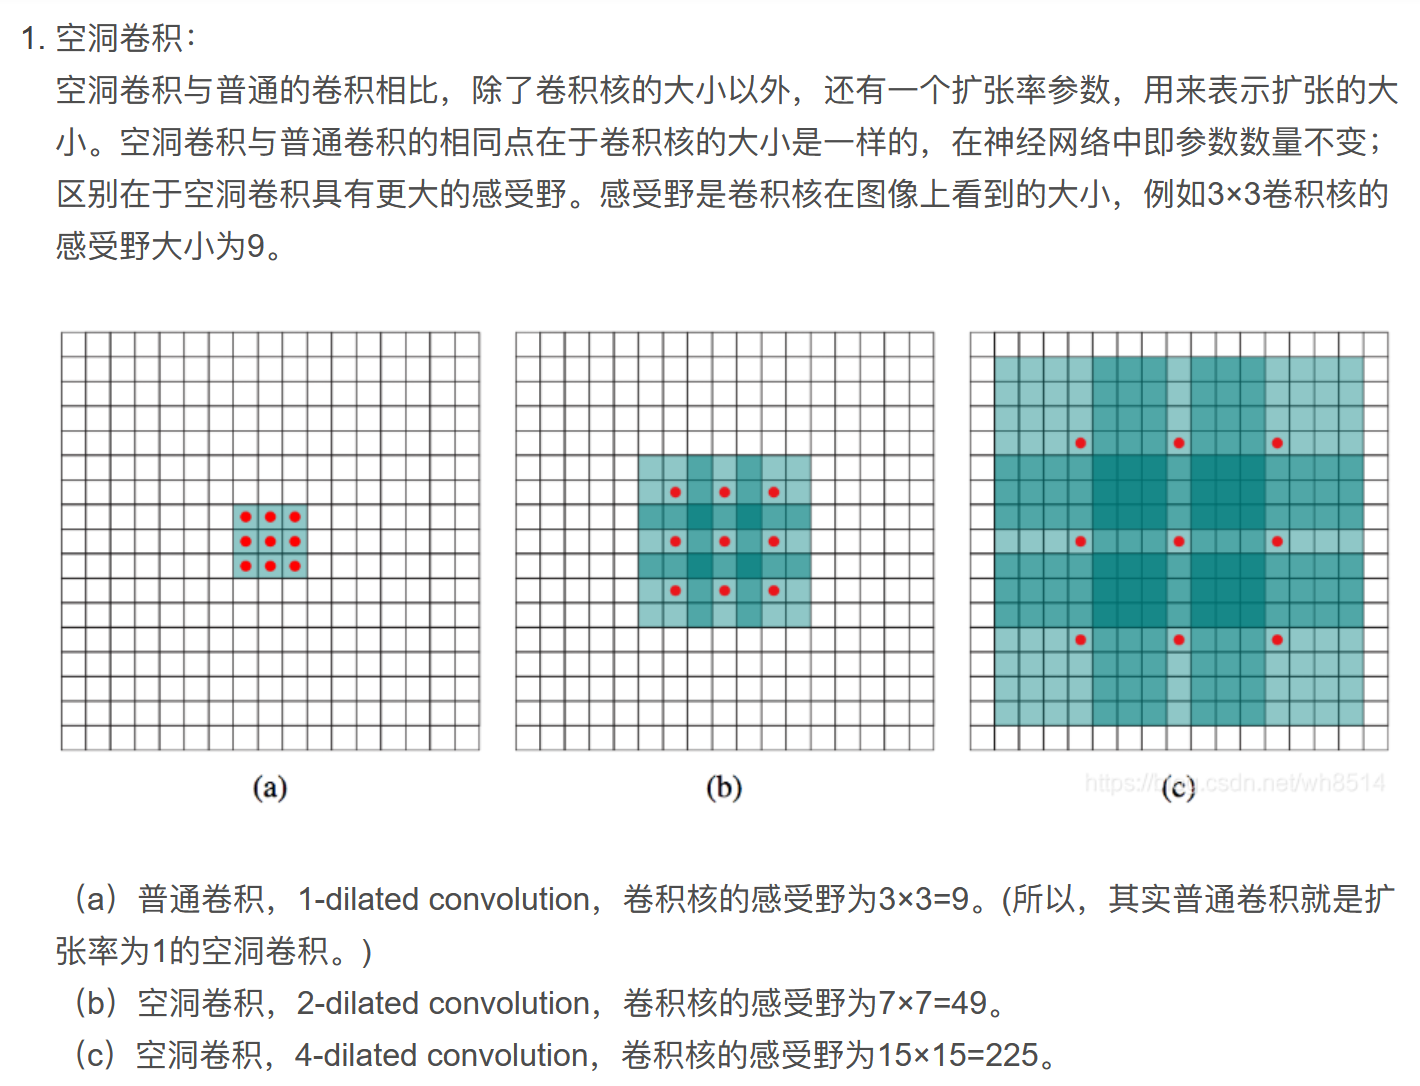 1. 空洞卷积：
空洞卷积与普通的卷积相比，除了卷积核的大小以外，还有一个扩张率参数，用来表示扩张的大
小。空洞卷积与普通卷积的相同点在于卷积核的大小是一样的，在神经网络中即参数数量不变；
区别在于空洞卷积具有更大的感受野。感受野是卷积核在图像上看到的大小，例如3×3卷积核的
感受野大小为9。
(a)
(b)
(c)
https://blog.csdn.net/wh8514
（a）普通卷积，1-dilated convolution，卷积核的感受野为3×3=9。(所以，其实普通卷积就是扩
张率为1的空洞卷积。)
（b）空洞卷积，2-dilated convolution，卷积核的感受野为7×7=49。
（c）空洞卷积，4-dilated convolution，卷积核的感受野为15×15=225。